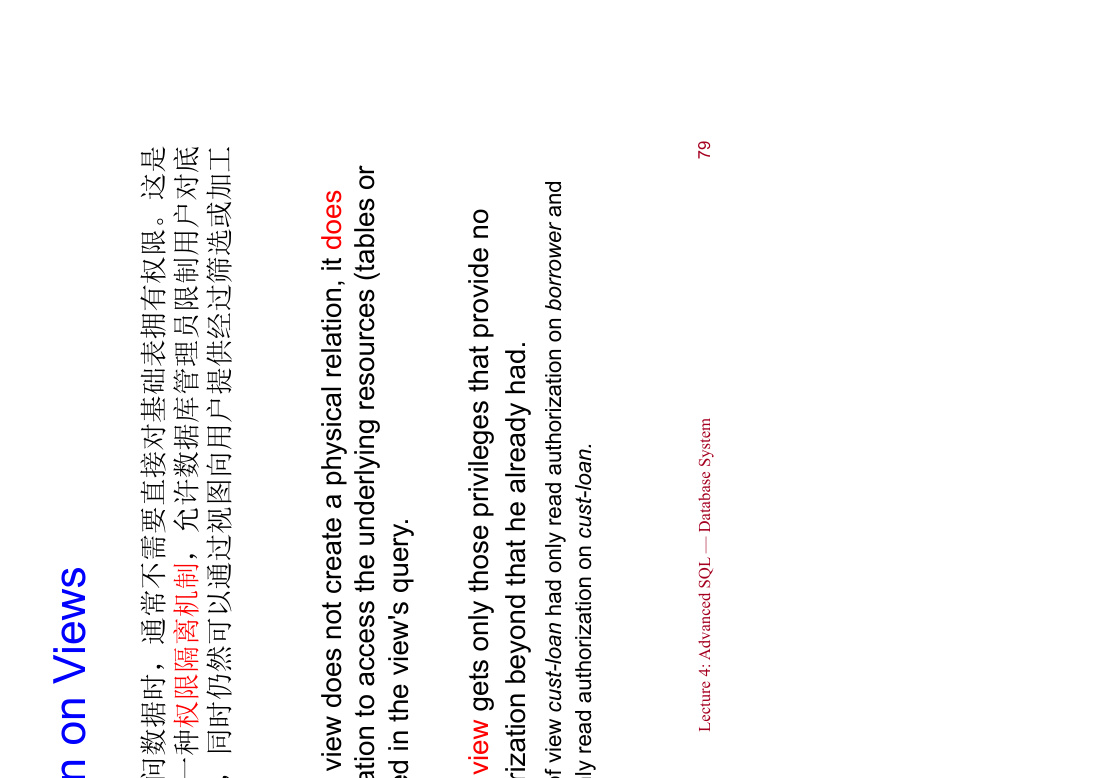 n on Views
问数据时，通常不需要直接对基础表拥有权限。这是
一种权限隔离机制，允许数据库管理员限制用户对底
，同时仍然可以通过视图向用户提供经过筛选或加工
view does not create a physical relation, it does
ation to access the underlying resources (tables or
ed in the view's query.
view gets only those privileges that provide no
rization beyond that he already had.
of view cust-loan had only read authorization on borrower and
ly read authorization on cust-loan.
Lecture 4: Advanced SQL — Database System
79